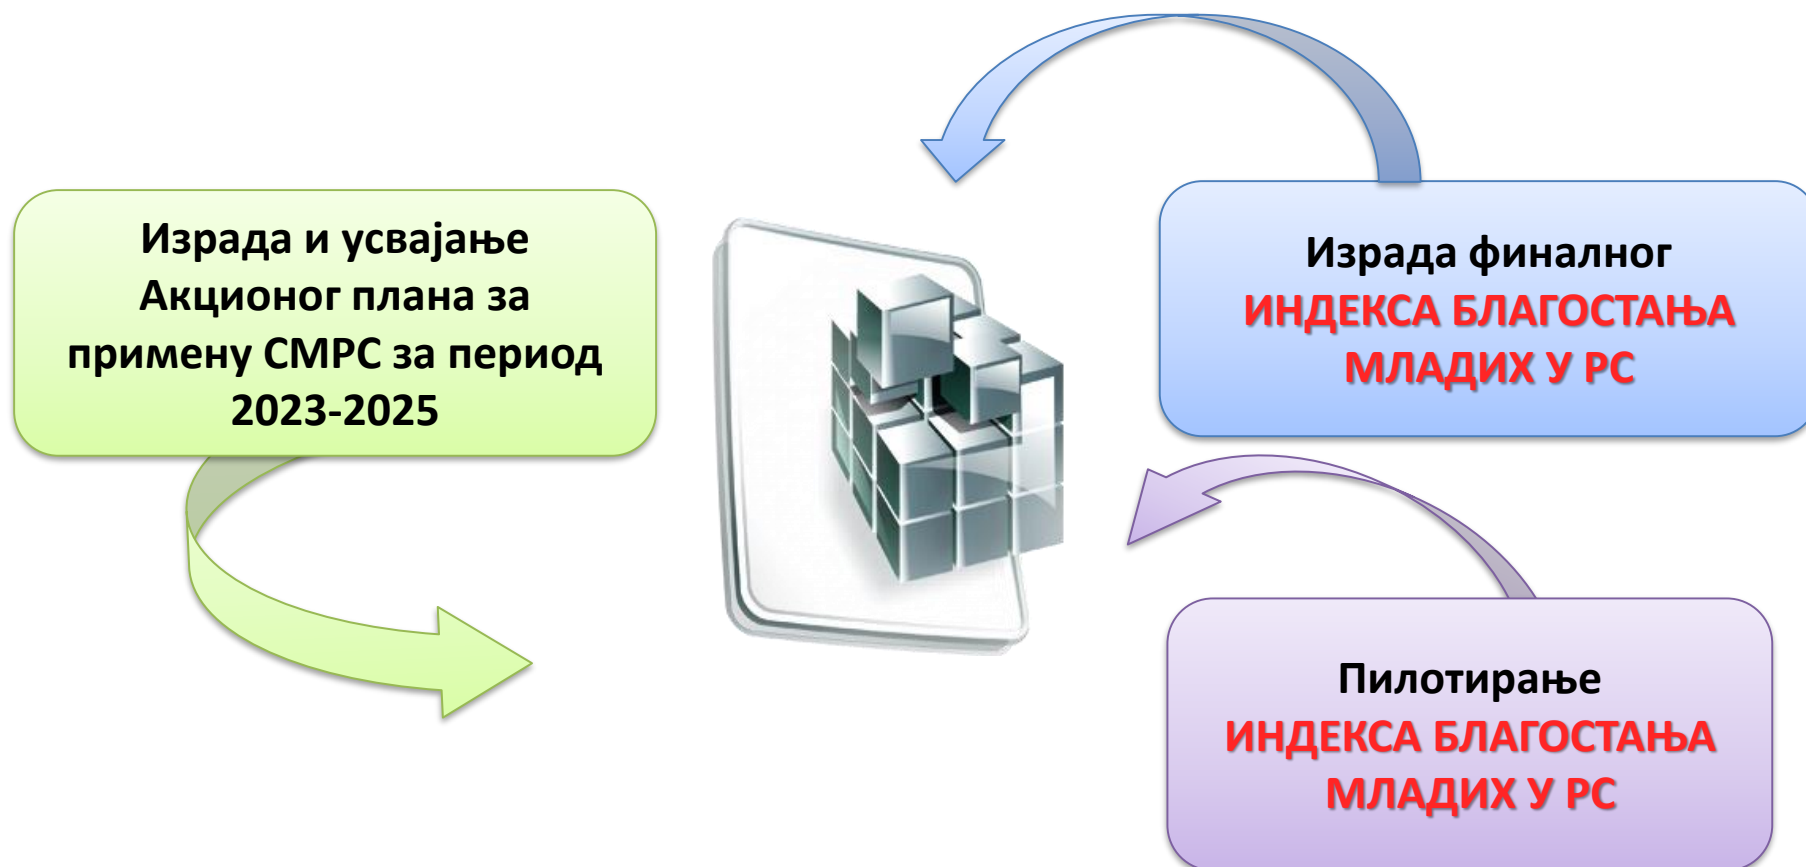 Израда и усвајање
Акционог плана за
примену СМРС за период
2023-2025
Израда финалног
ИНДЕКСА БЛАГОСТАЊА
МЛАДИХ У РС
Пилотирање
ИНДЕКСА БЛАГОСТАЊА
МЛАДИХ У РС